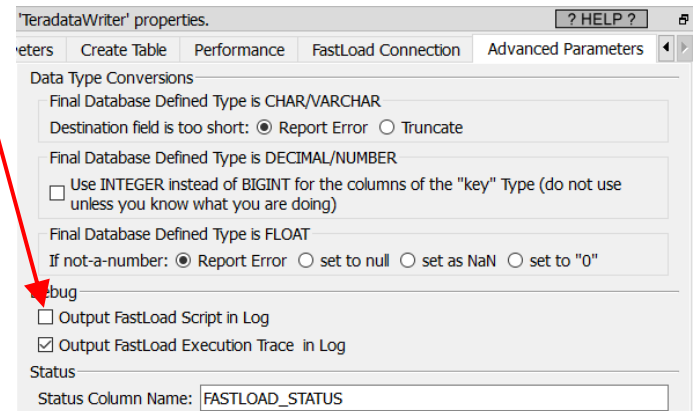 'TeradataWriter' properties. ? HELP ?
eters Create Table Performance FastLoad Connection Advanced Parameters
Data Type Conversions
Final Database Defined Type is CHAR/VARCHAR
Destination field is too short: Report Error Truncate
Final Database Defined Type is DECIMAL/NUMBER
Use INTEGER instead of BIGINT for the columns of the "key" Type (do not use
unless you know what you are doing)
Final Database Defined Type is FLOAT
If not-a-number: Report Error set to null set as NaN set to "0"
Debug
Output FastLoad Script in Log
Output FastLoad Execution Trace in Log
Status
Status Column Name: FASTLOAD_STATUS